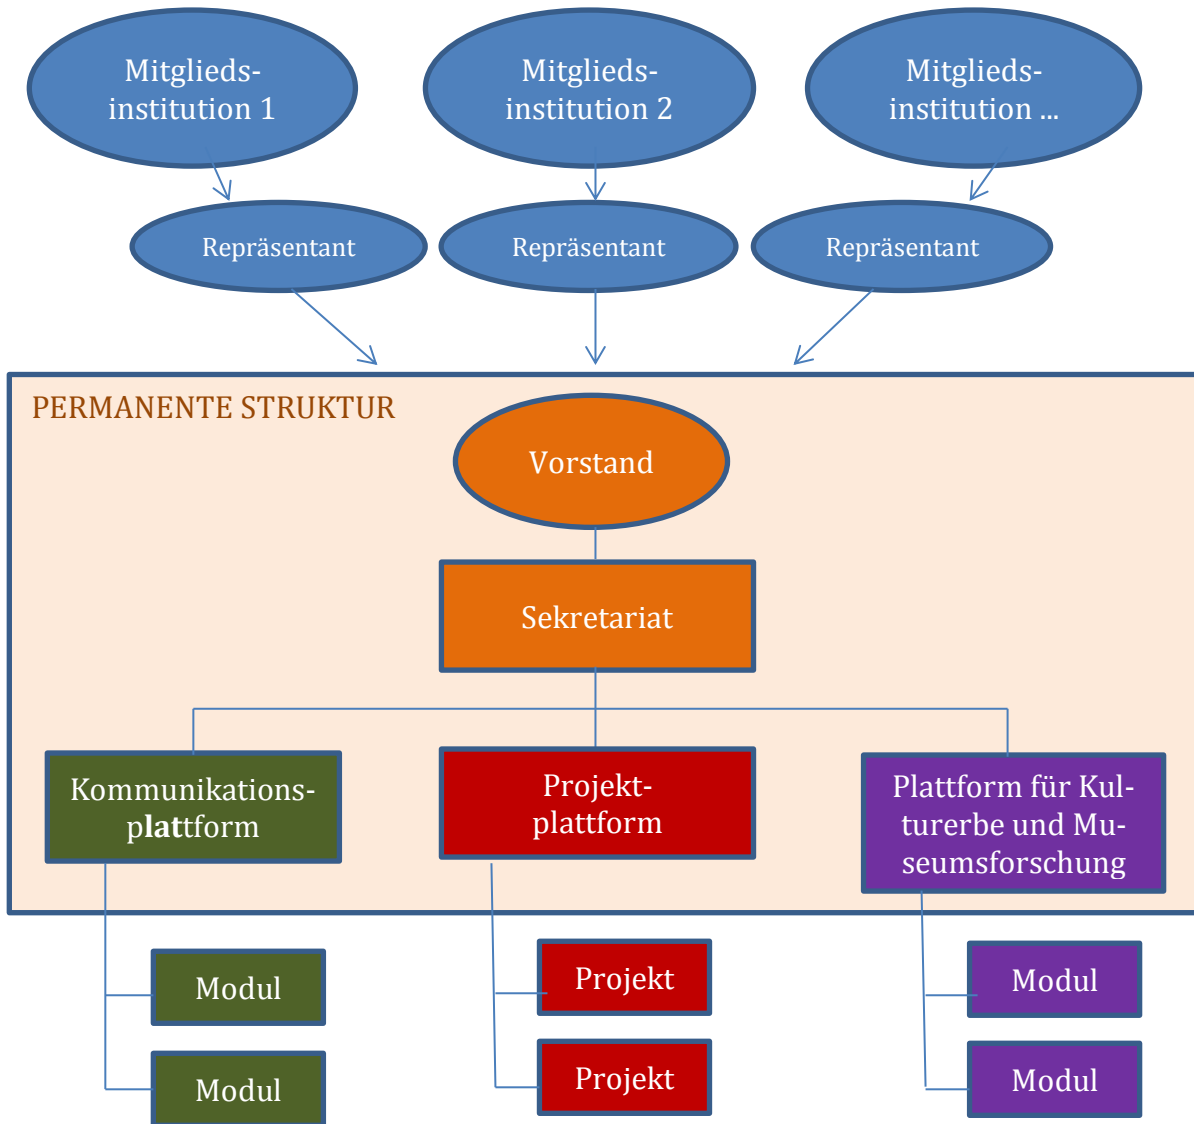 Mitglieds-
institution 1
Mitglieds-
institution 2
Mitglieds-
institution ...
Repräsentant
Repräsentant
Repräsentant
PERMANENTE STRUKTUR
Vorstand
Sekretariat
Kommunikations-
plattform
Projekt-
plattform
Plattform für Kul-
turerbe und Mu-
seumsforschung
Modul
Projekt
Modul
Modul
Projekt
Modul